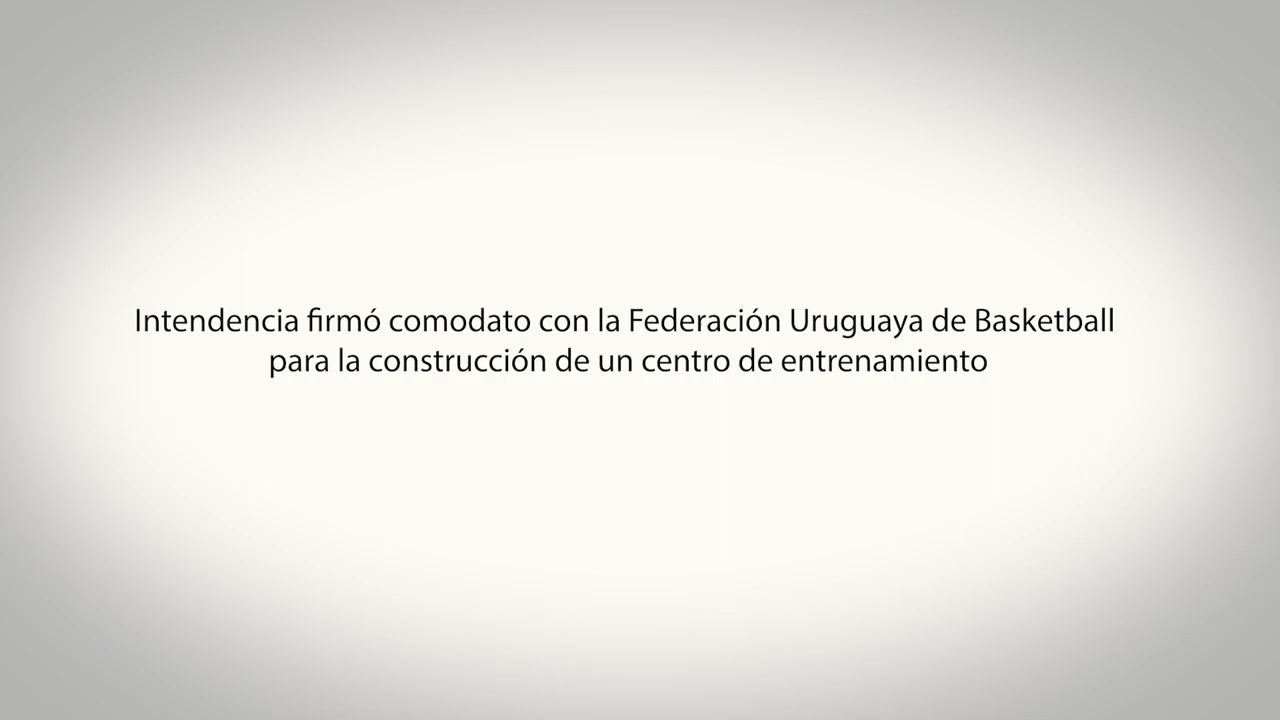 Intendencia firmó comodato con la Federación Uruguaya de Basketball
para la construcción de un centro de entrenamiento